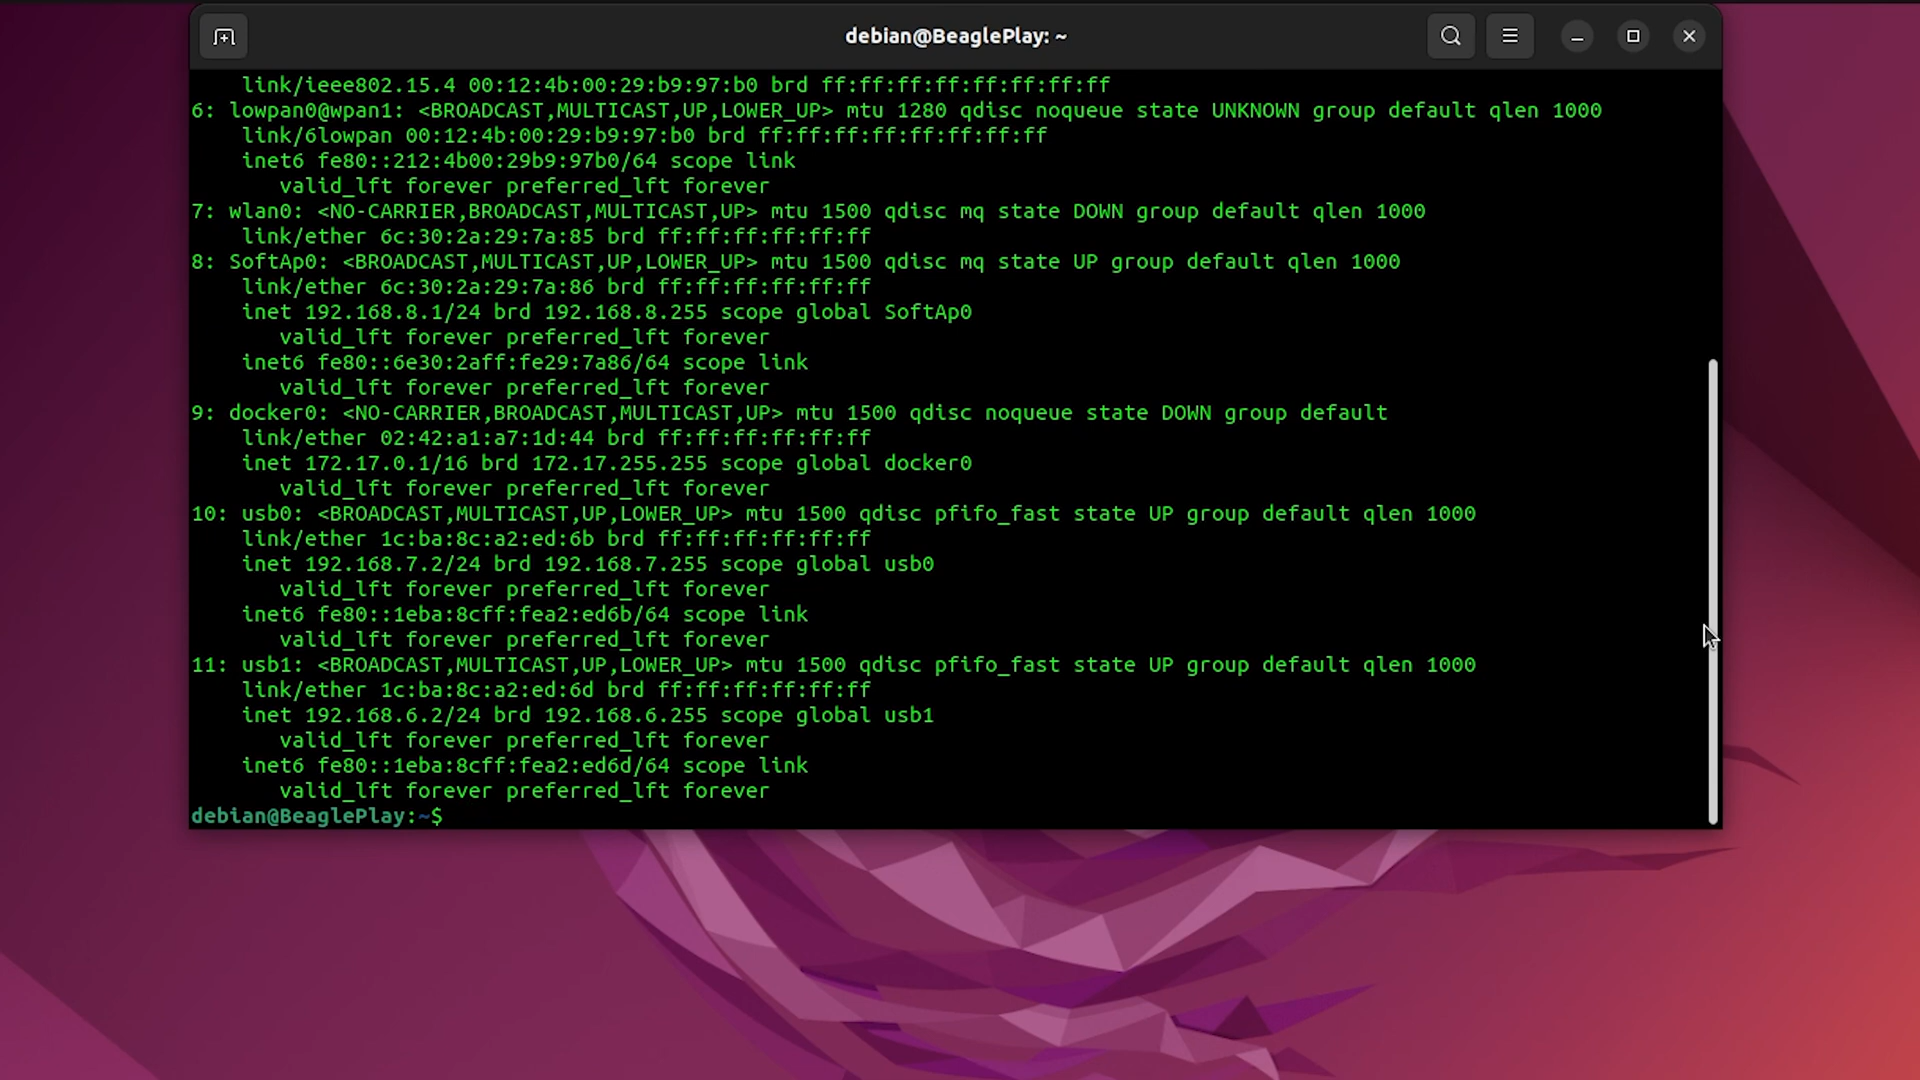 debian@BeaglePlay: ~
link/ieee802.15.4 00:12:4b:00:29:b9:97:b0 brd ff:ff:ff:ff:ff:ff:ff:ff
6: lowpan0@wpan1: <BROADCAST,MULTICAST,UP,LOWER_UP> mtu 1280 qdisc noqueue state UNKNOWN group default qlen 1000
link/6lowpan 00:12:4b:00:29:b9:97:b0 brd ff:ff:ff:ff:ff:ff:ff:ff
inet6 fe80::212:4b00:29b9:97b0/64 scope link
valid_lft forever preferred_lft forever
7: wlan0: <NO-CARRIER,BROADCAST,MULTICAST,UP> mtu 1500 qdisc mq state DOWN group default qlen 1000
link/ether 6c:30:2a:29:7a:85 brd ff:ff:ff:ff:ff:ff
8: SoftAp0: <BROADCAST,MULTICAST,UP,LOWER_UP> mtu 1500 qdisc mq state UP group default qlen 1000
link/ether 6c:30:2a:29:7a:86 brd ff:ff:ff:ff:ff:ff
inet 192.168.8.1/24 brd 192.168.8.255 scope global SoftAp0
valid_lft forever preferred_lft forever
inet6 fe80::6e30:2aff:fe29:7a86/64 scope link
valid_lft forever preferred_lft forever
9: docker0: <NO-CARRIER,BROADCAST,MULTICAST,UP> mtu 1500 qdisc noqueue state DOWN group default
link/ether 02:42:a1:a7:1d:44 brd ff:ff:ff:ff:ff:ff
inet 172.17.0.1/16 brd 172.17.255.255 scope global docker0
valid_lft forever preferred_lft forever
10: usb0: <BROADCAST,MULTICAST,UP,LOWER_UP> mtu 1500 qdisc pfifo_fast state UP group default qlen 1000
link/ether 1c:ba:8c:a2:ed:6b brd ff:ff:ff:ff:ff:ff
inet 192.168.7.2/24 brd 192.168.7.255 scope global usb0
valid_lft forever preferred_lft forever
inet6 fe80::1eba:8cff:fea2:ed6b/64 scope link
valid_lft forever preferred_lft forever
11: usb1: <BROADCAST,MULTICAST,UP,LOWER_UP> mtu 1500 qdisc pfifo_fast state UP group default qlen 1000
link/ether 1c:ba:8c:a2:ed:6d brd ff:ff:ff:ff:ff:ff
inet 192.168.6.2/24 brd 192.168.6.255 scope global usb1
valid_lft forever preferred_lft forever
inet6 fe80::1eba:8cff:fea2:ed6d/64 scope link
valid_lft forever preferred_lft forever
debian@BeaglePlay:~$